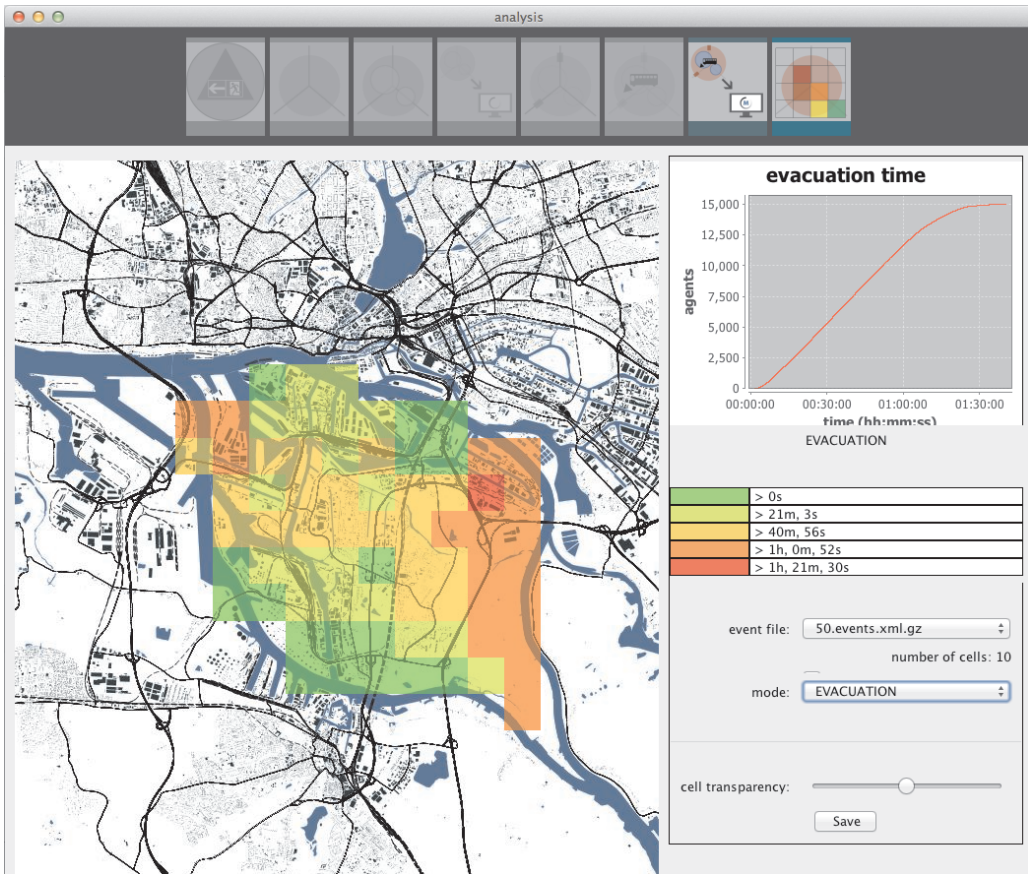 analysis
evacuation time
15,000
12,500
10,000
7,500
5,000
2,500
0
agents
00:00:00 00:30:00 01:00:00 01:30:00
time (hh:mm:ss)
EVACUATION
> 0s
> 21m, 3s
> 40m, 56s
> 1h, 0m, 52s
> 1h, 21m, 30s
event file: 50.events.xml.gz
number of cells: 10
mode: EVACUATION
cell transparency:
Save